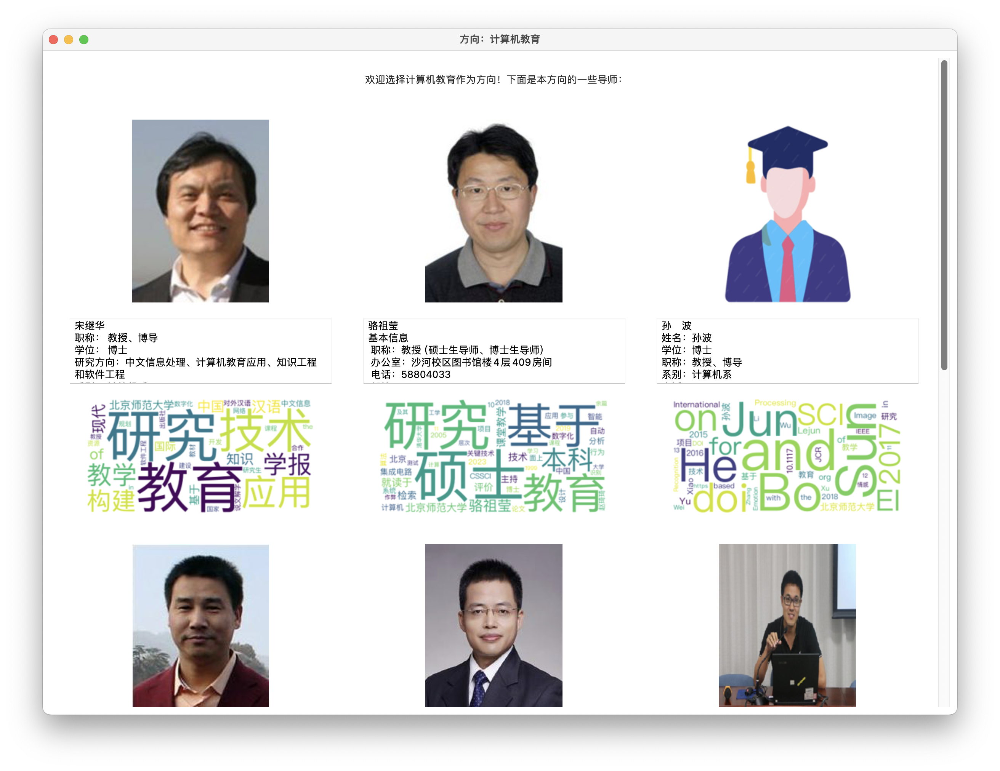 方向：计算机教育
欢迎选择计算机教育作为方向！下面是本方向的一些导师：
宋继华
职称： 教授、博导
学位： 博士
研究方向：中文信息处理、计算机教育应用、知识工程
和软件工程
骆祖莹
基本信息
职称：教授（硕士生导师、博士生导师）
办公室：沙河校区图书馆楼4层409房间
电话：58804033
孙　波
姓名：孙波
学位：博士
职称：教授、博导
系别：计算机系
北京师范大学
数字化
中国
对外汉语
汉语
中文信息
网络
现代
出版社
规划
研究
技术
课程
the
教授
资源
国际
开发
合作
of
软件工程
教材
知识
学报
教学
建设
研究生
in
教育
应用
构建
基于
国家
说文解字
研究
及其
工学
10
2018
基于
余篇
应用
参与
智能
课堂教学
清华大学
11
2005
项目
2019
自动
数字化
层次
课程
分析
算法
北京
测试
计算
关键技术
2023
技术
学习
面上
本科
行为
集成电路
硕士
1999
中国
大学
识别
CSSCI
主持
就读于
评价
博士
教育
系统
作弊
检索
设计
赵琦琦
计算机
北京师范大学
骆祖莹
论文
International
孙波
Processing
SCI
Sun
in
on
Jun
Li
Wu
Image
研究
2015
Lejun
IEEE
2017
项目
DOI
for
and
of
教学
11
13
2016
He
10.1117
JCR
Recognition
技术
基于
教育
org
12
情感
Xiao
https
based
Xu
Yu
doi
Zhang
Emotion
Bo
with
the
2018
EI
Wei
北京师范大学